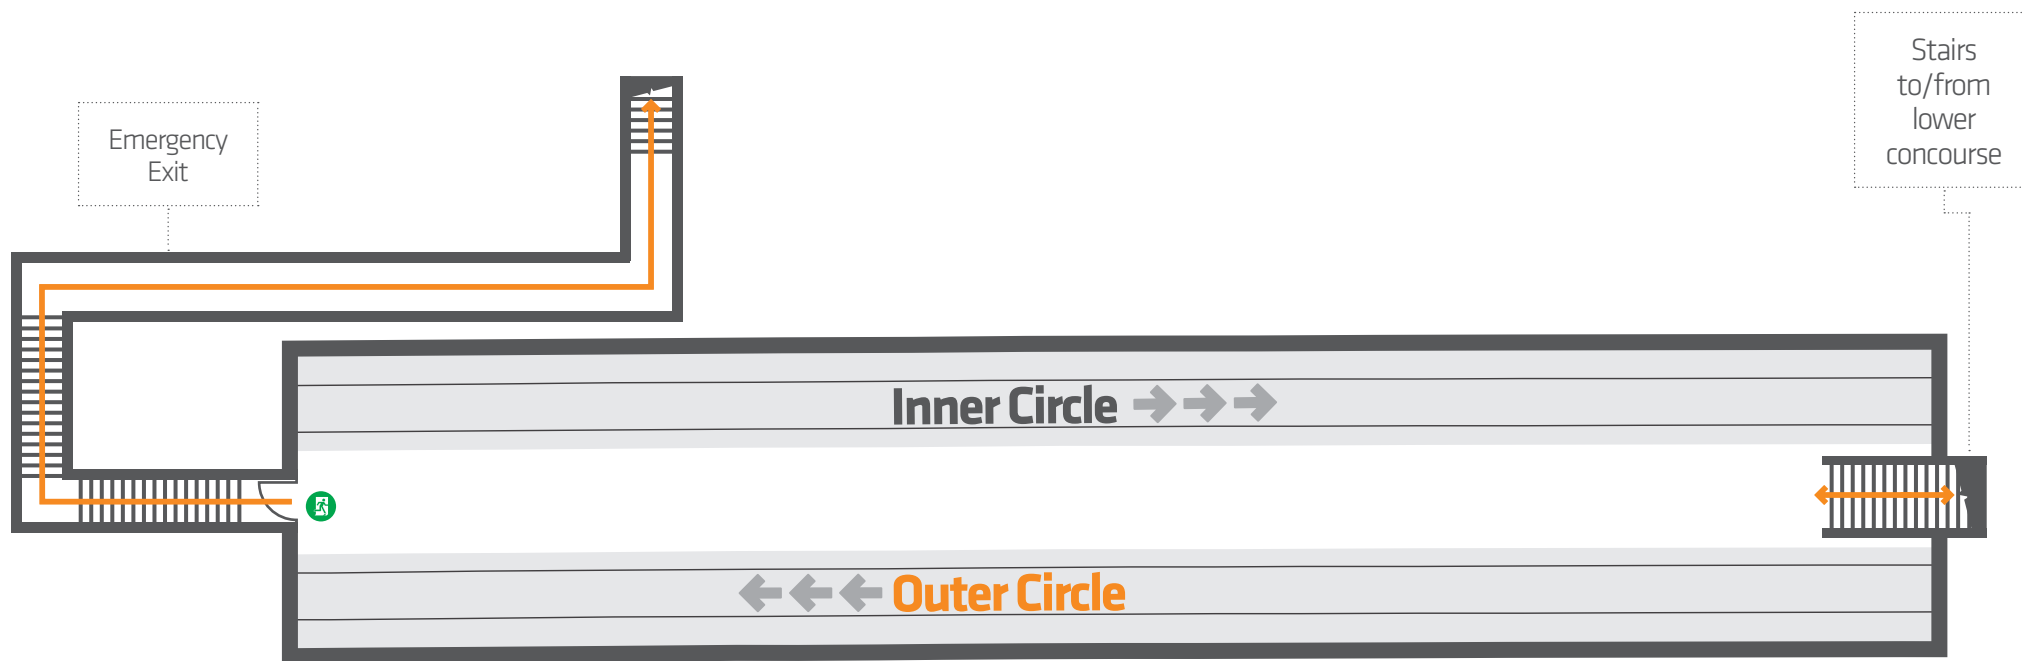 Stairs
to/from
lower
concourse
Emergency
Exit
Inner Circle
Outer Circle